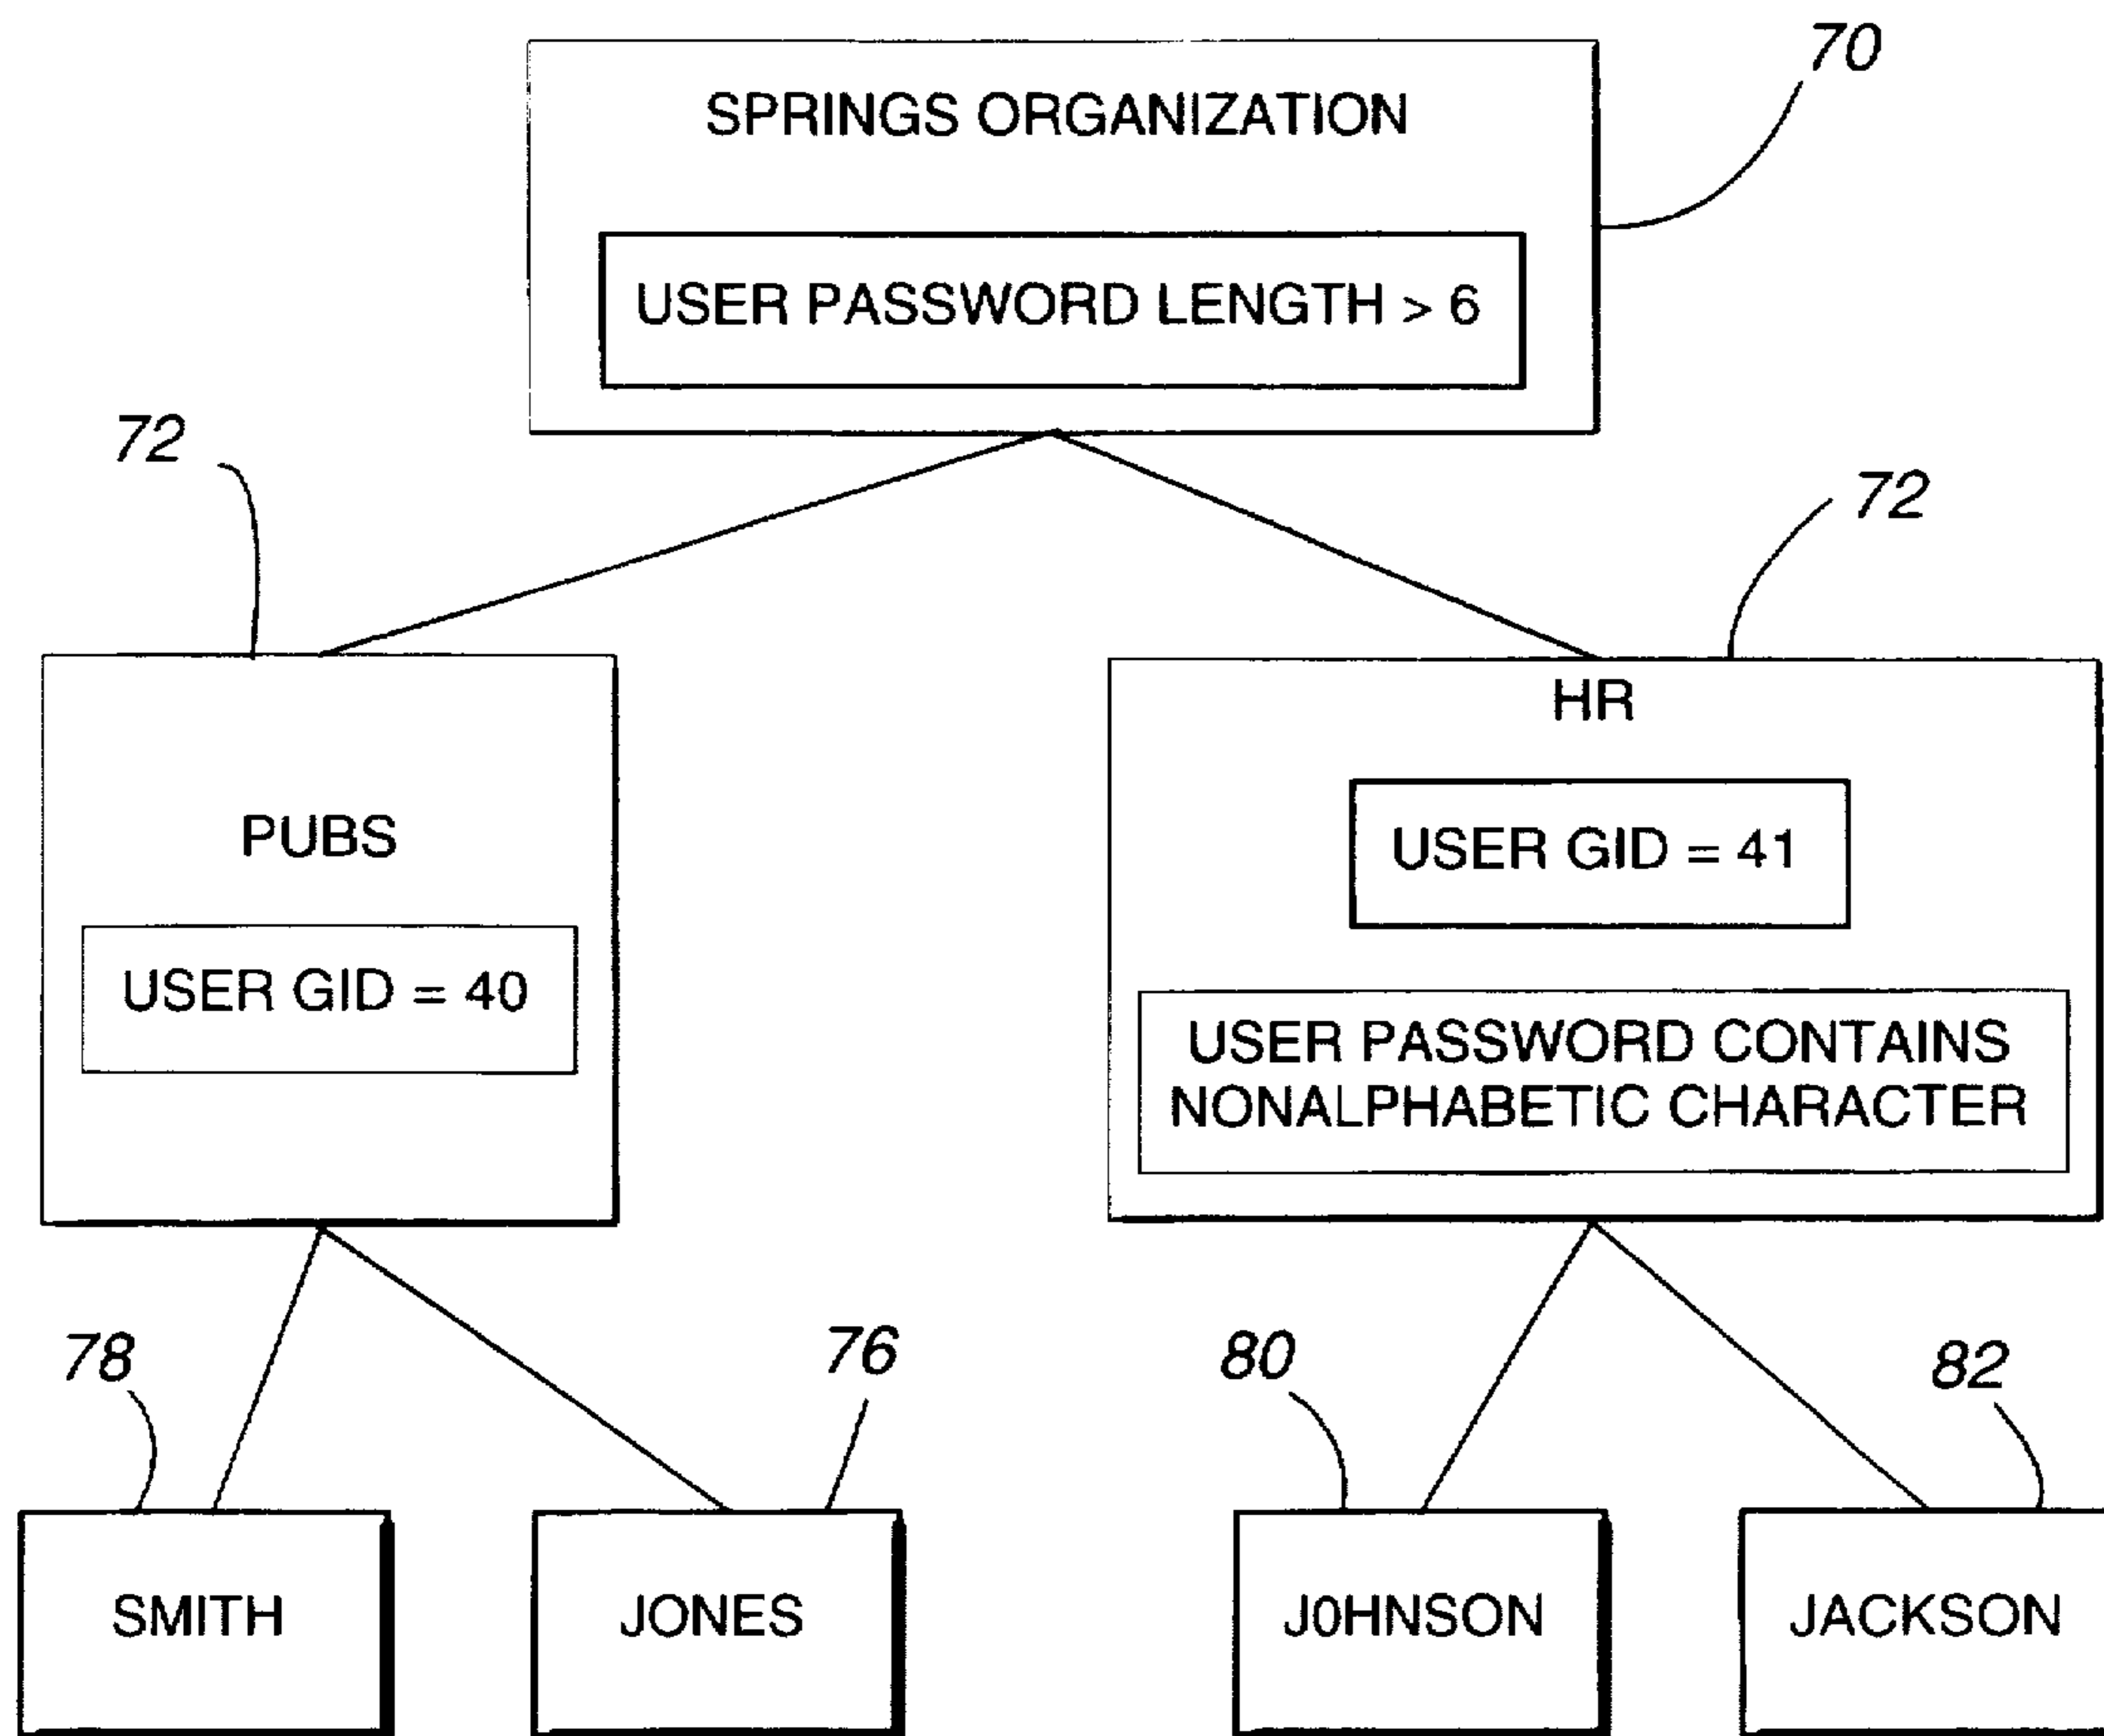 70
SPRINGS ORGANIZATION
USER PASSWORD LENGTH > 6
72
72
HR
PUBS
USER GID = 41
USER GID = 40
USER PASSWORD CONTAINS
NONALPHABETIC CHARACTER
78
76
80
82
SMITH
JONES
J0HNSON
JACKSON